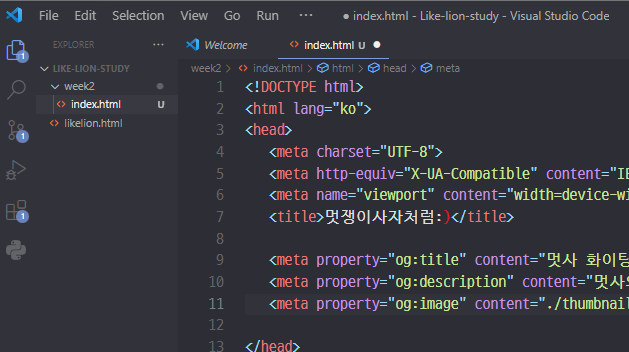 File Edit Selection View Go Run ··· ● index.html - Like-lion-study - Visual Studio Code
EXPLORER ··· Welcome index.html U ●
LIKE-LION-STUDY week2 > index.html > html > head > meta
week2 ●
index.html U
likelion.html
1 <!DOCTYPE html>
2 <html lang="ko">
3 <head>
4 <meta charset="UTF-8">
5 <meta http-equiv="X-UA-Compatible" content="IE
6 <meta name="viewport" content="width=device-wi
7 <title>멋쟁이사자처럼:)</title>
8
9 <meta property="og:title" content="멋사 화이팅
10 <meta property="og:description" content="멋사의
11 <meta property="og:image" content="./thumbnail
12
13 </head>
1
1
1